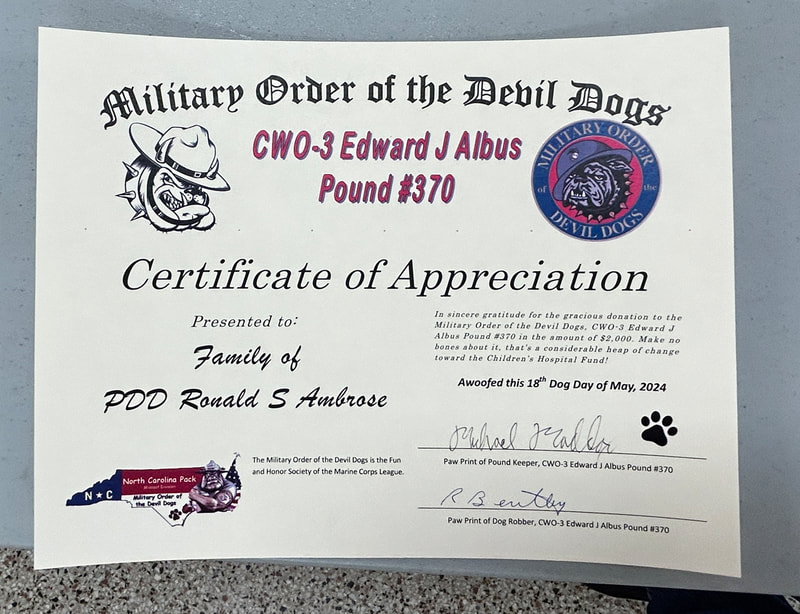 Military Order of the Devil Dogs
CWO-3 Edward J Albus
Pound #370
MILITARY ORDER
of the
DEVIL DOGS
Certificate of Appreciation
Presented to:
Family of
PDD Ronald S Ambrose
In sincere gratitude for the gracious donation to the
Military Order of the Devil Dogs, CWO-3 Edward J
Albus Pound #370 in the amount of $2,000. Make no
bones about it, that's a considerable heap of change
toward the Children's Hospital Fund!
Awoofed this 18th Dog Day of May, 2024
Michael
Paw Print of Pound Keeper, CWO-3 Edward J Albus Pound #370
R Bentley
Paw Print of Dog Robber, CWO-3 Edward J Albus Pound #370
The Military Order of the Devil Dogs is the Fun
and Honor Society of the Marine Corps League.
N C
North Carolina Pack
Military Order of
the Devil Dogs